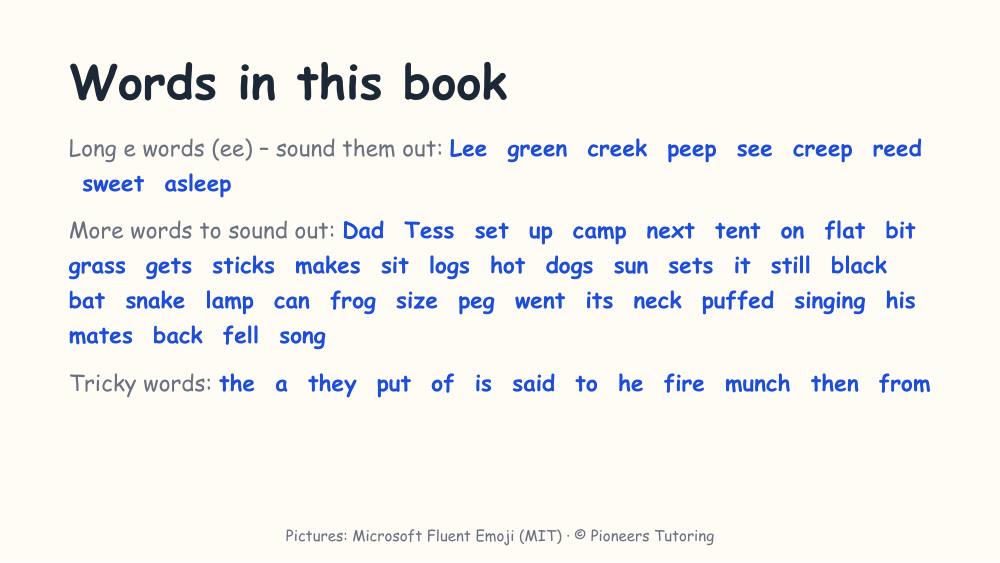 Words in this book
Long e words (ee) – sound them out: Lee green creek peep see creep reed
sweet asleep
More words to sound out: Dad Tess set up camp next tent on flat bit
grass gets sticks makes sit logs hot dogs sun sets it still black
bat snake lamp can frog size peg went its neck puffed singing his
mates back fell song
Tricky words: the a they put of is said to he fire munch then from
Pictures: Microsoft Fluent Emoji (MIT) · © Pioneers Tutoring